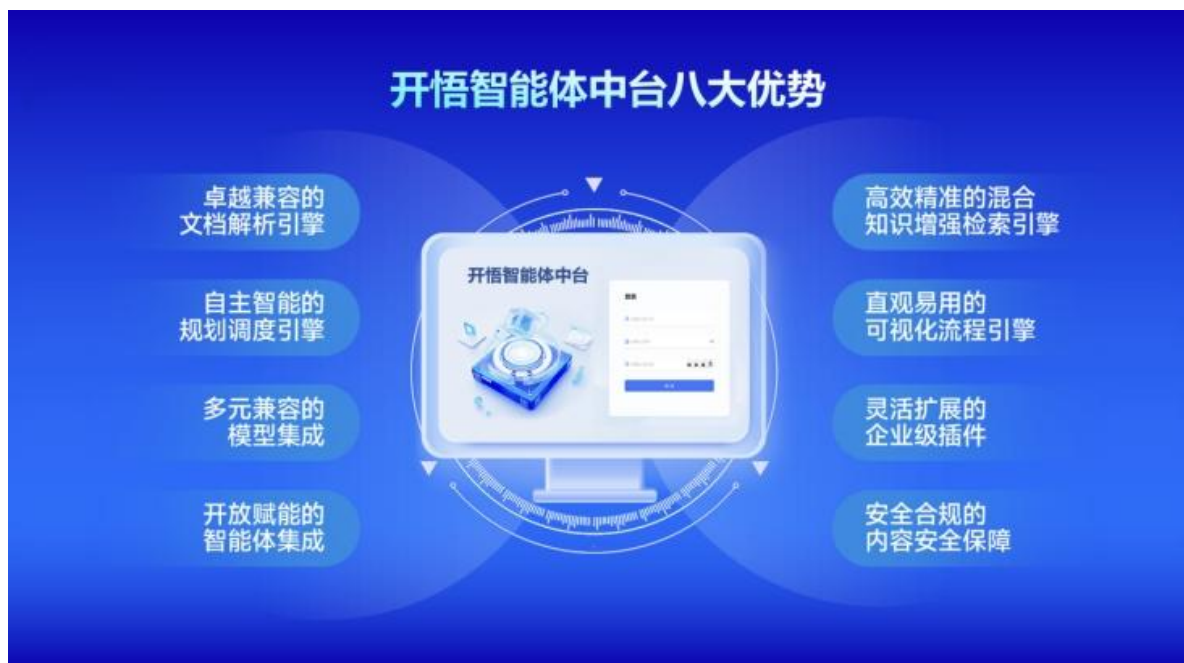 开悟智能体中台八大优势
卓越兼容的
文档解析引擎
自主智能的
规划调度引擎
多元兼容的
模型集成
开放赋能的
智能体集成
开悟智能体中台
高效精准的混合
知识增强检索引擎
直观易用的
可视化流程引擎
灵活扩展的
企业级插件
安全合规的
内容安全保障